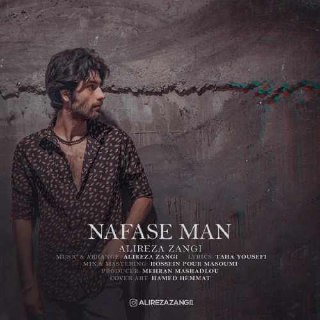 NAFASE MAN
ALIREZA ZANGI
MUSIC & ARRANGE ALIREZA ZANGI LYRICS TAHA YOUSEFI
MIX & MASTERING HOSSEIN POUR MASOUMI
PRODUCER MEHRAN MASHADLOU
COVER ART HAMED HEMMAT
ALIREZAZANGII